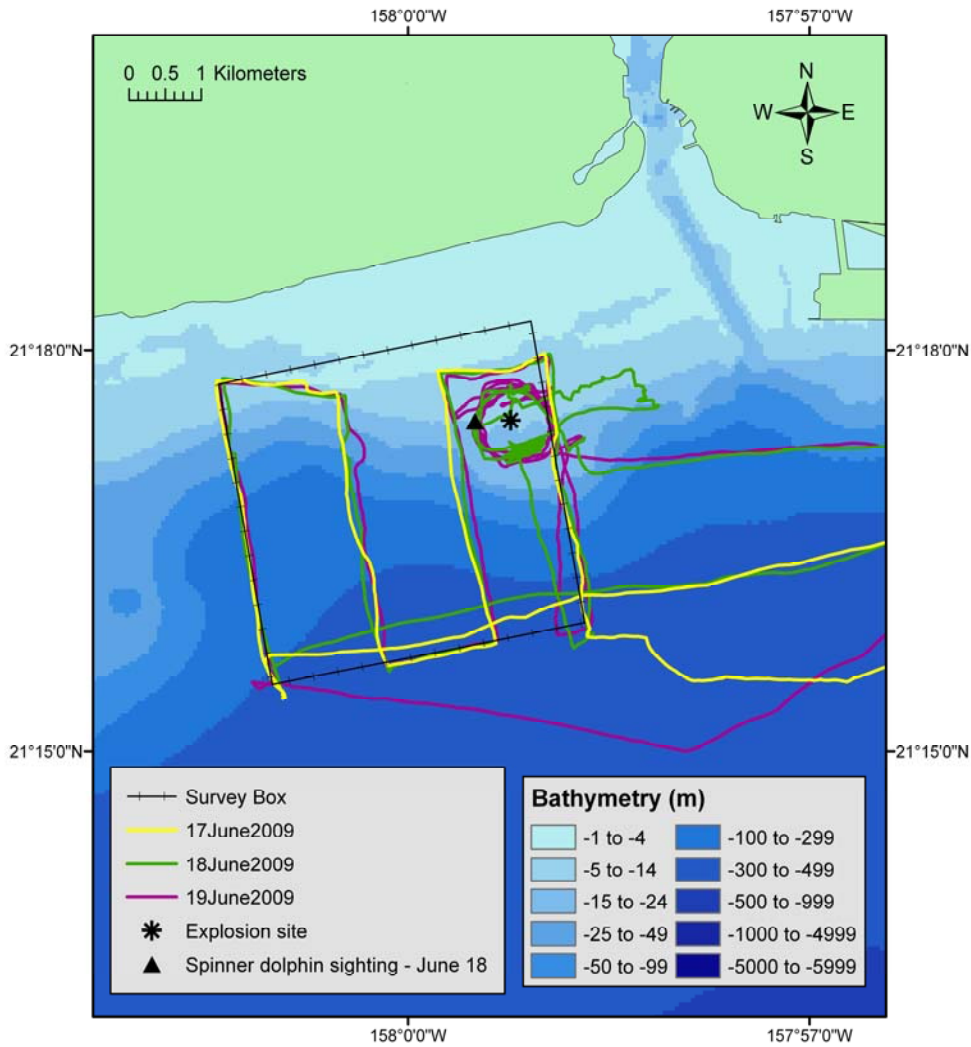 158°0'0"W
157°57'0"W
0 0.5 1 Kilometers
N
W E
S
21°18'0"N
21°18'0"N
21°15'0"N
21°15'0"N
Survey Box
17June2009
18June2009
19June2009
Explosion site
Spinner dolphin sighting - June 18
Bathymetry (m)
-1 to -4
-5 to -14
-15 to -24
-25 to -49
-50 to -99
-100 to -299
-300 to -499
-500 to -999
-1000 to -4999
-5000 to -5999
158°0'0"W
157°57'0"W